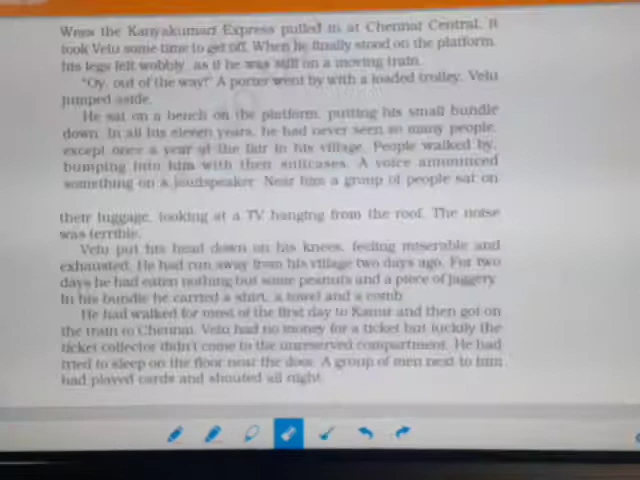 WHEN the Kanyakumari Express pulled in at Chennai Central, it
took Velu some time to get off. When he finally stood on the platform,
his legs felt wobbly, as if he was still on a moving train.
"Oy, out of the way!" A porter went by with a loaded trolley. Velu
jumped aside.
He sat on a bench on the platform, putting his small bundle
down. In all his eleven years, he had never seen so many people,
except once a year at the fair in his village. People walked by,
bumping into him with their suitcases. A voice announced
something on a loudspeaker. Near him a group of people sat on
their luggage, looking at a TV hanging from the roof. The noise
was terrible.
Velu put his head down on his knees, feeling miserable and
exhausted. He had run away from his village two days ago. For two
days he had eaten nothing but some peanuts and a piece of jaggery.
In his bundle he carried a shirt, a towel and a comb.
He had walked for most of the first day to Kanur and then got on
the train to Chennai. Velu had no money for a ticket but luckily the
ticket collector didn't come to the unreserved compartment. He had
tried to sleep on the floor near the door. A group of men next to him
had played cards and shouted all night.